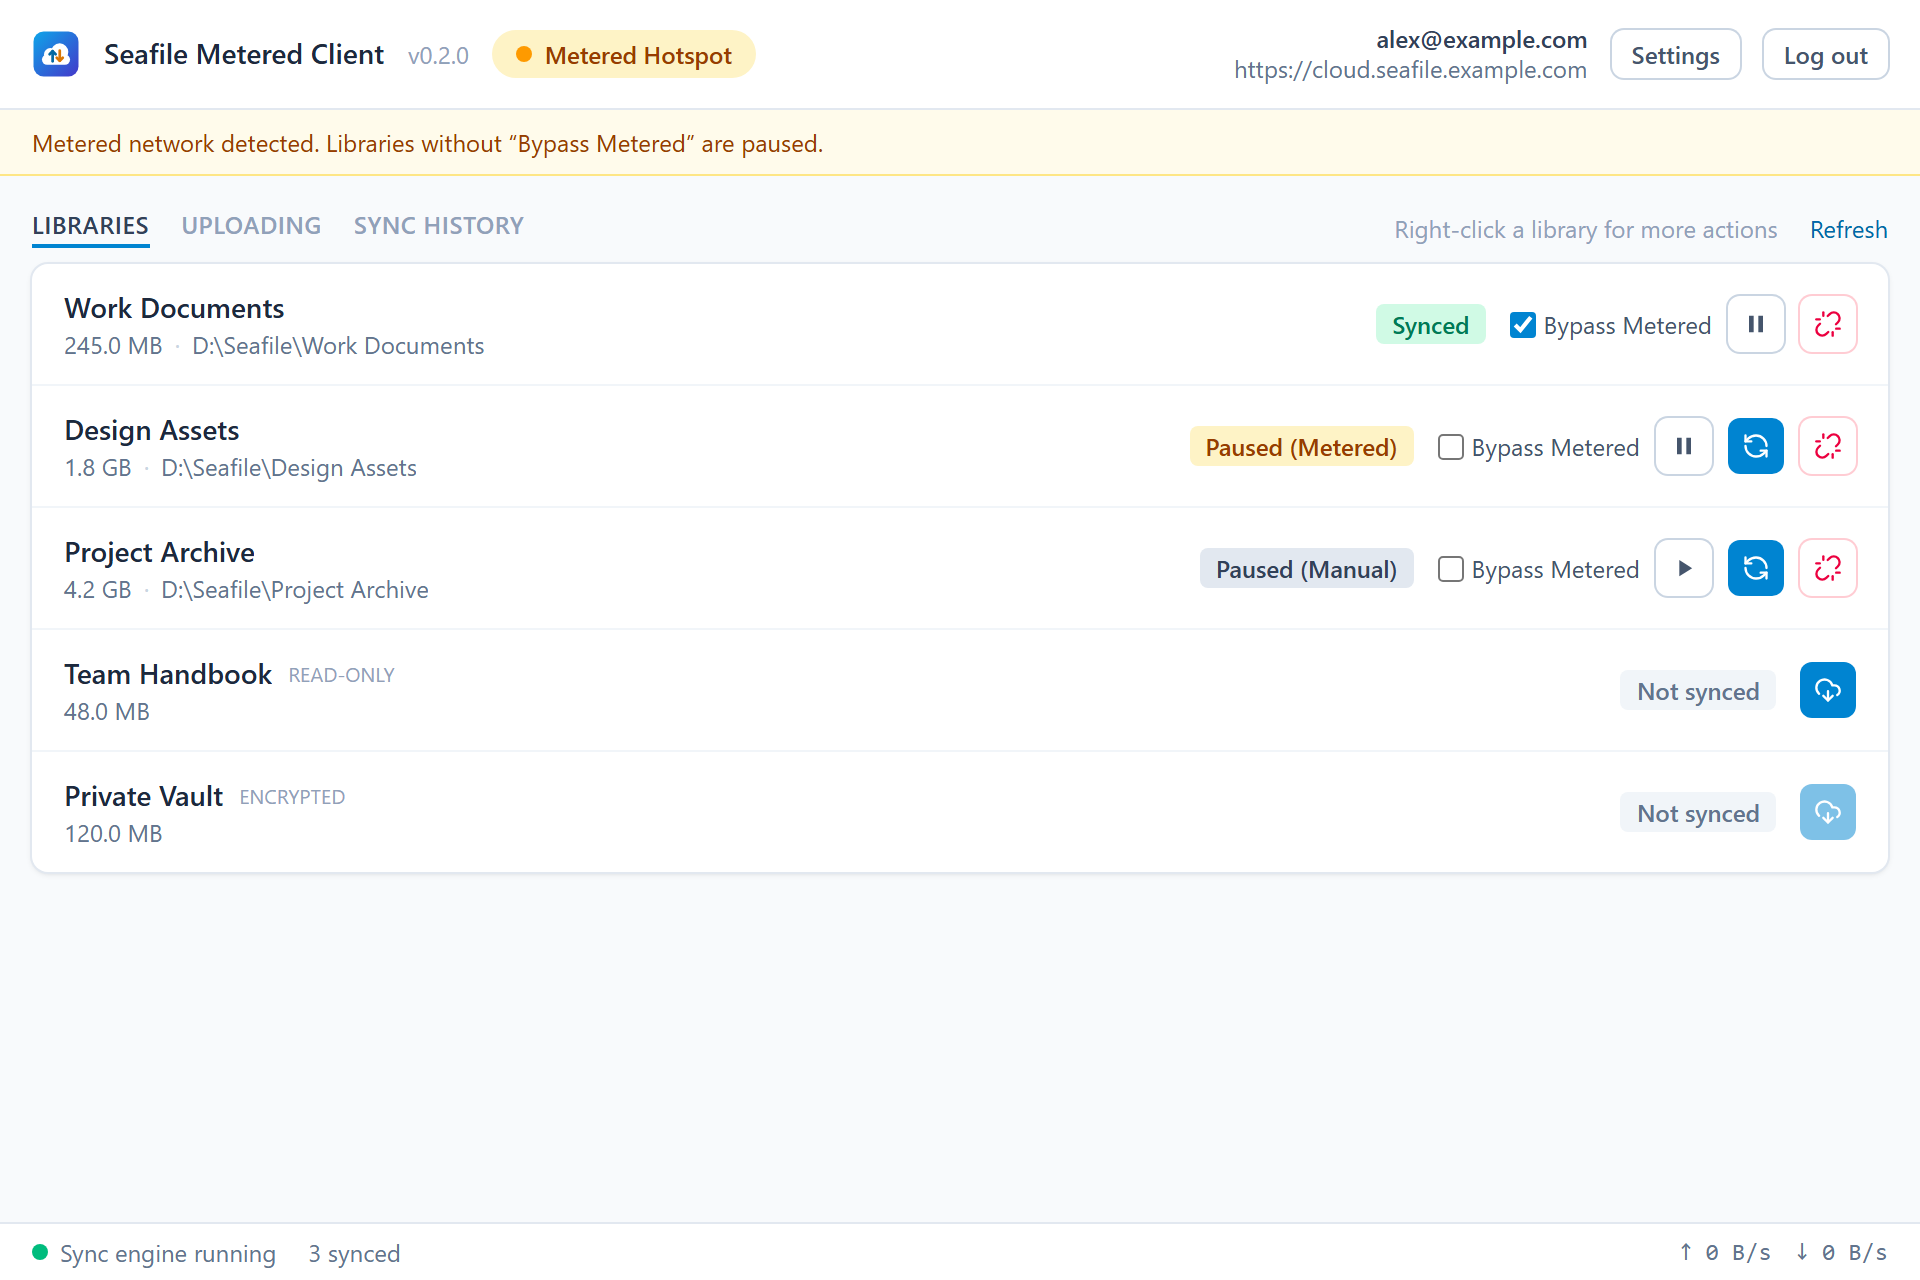 Seafile Metered Client v0.2.0 Metered Hotspot
alex@example.com
https://cloud.seafile.example.com
Settings
Log out
Metered network detected. Libraries without “Bypass Metered” are paused.
LIBRARIES UPLOADING SYNC HISTORY
Right-click a library for more actions Refresh
Work Documents
245.0 MB · D:\Seafile\Work Documents
Synced Bypass Metered
Design Assets
1.8 GB · D:\Seafile\Design Assets
Paused (Metered) Bypass Metered
Project Archive
4.2 GB · D:\Seafile\Project Archive
Paused (Manual) Bypass Metered
Team Handbook READ-ONLY
48.0 MB
Not synced
Private Vault ENCRYPTED
120.0 MB
Not synced
Sync engine running 3 synced
↑ 0 B/s ↓ 0 B/s